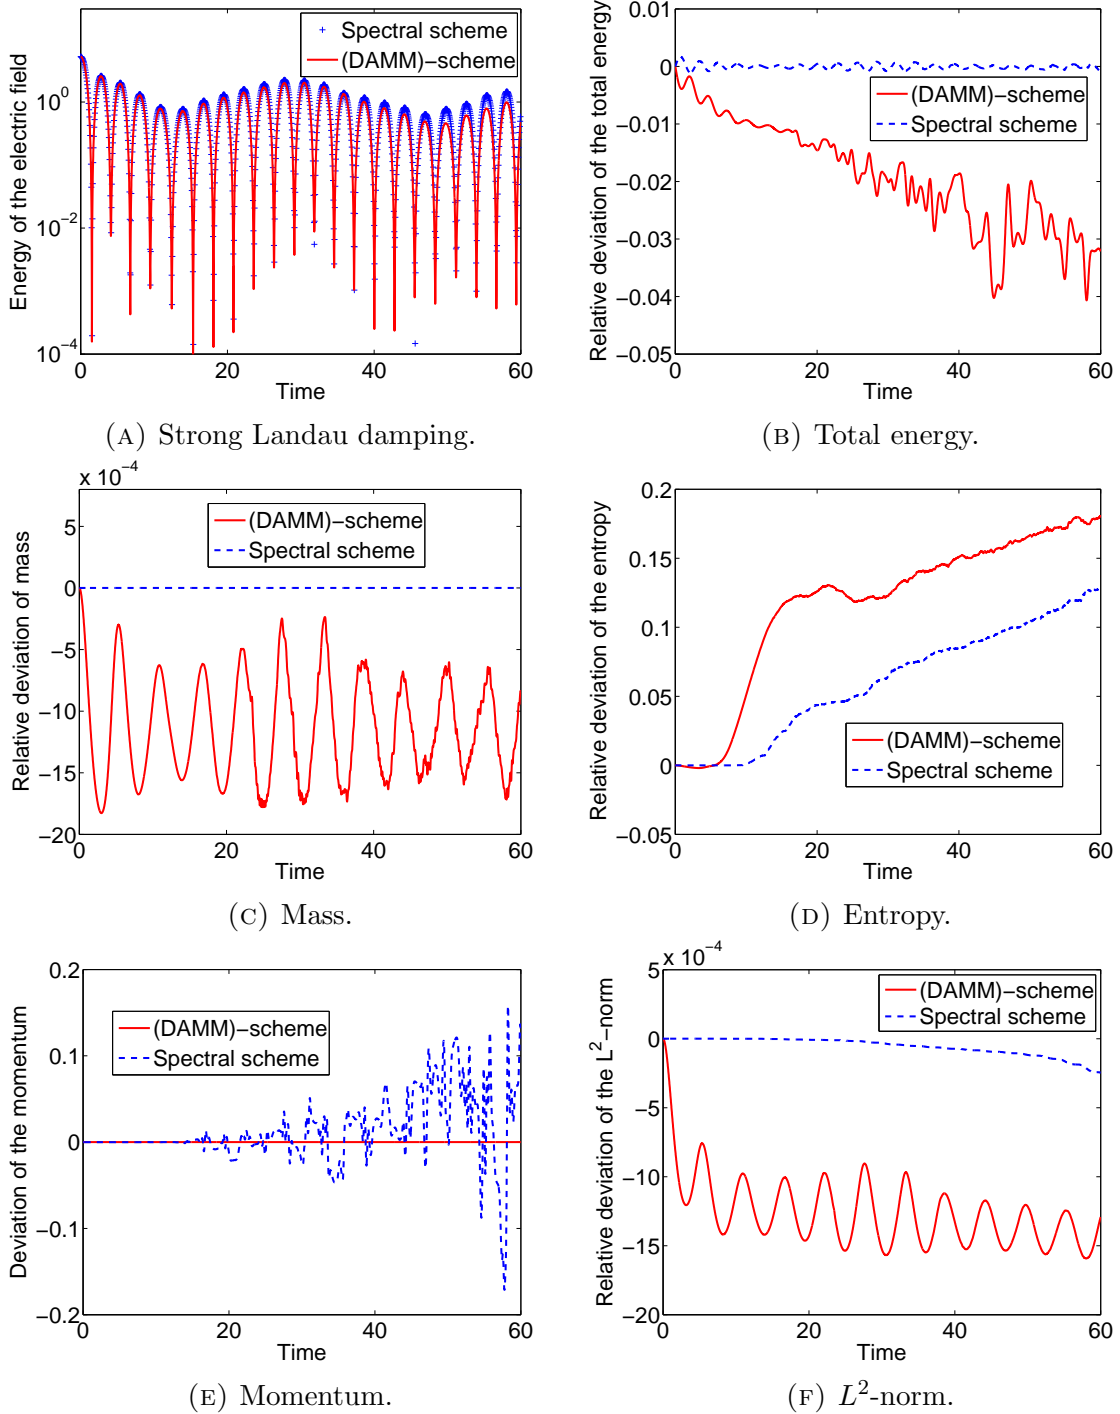 Spectral scheme
(DAMM)−scheme
Energy of the electric field
10^0
10^−2
10^−4
0 20 40 60
Time
(A) Strong Landau damping.
0.01
0
−0.01
−0.02
−0.03
−0.04
−0.05
Relative deviation of the total energy
(DAMM)−scheme
Spectral scheme
0 20 40 60
Time
(B) Total energy.
x 10^−4
5
0
−5
−10
−15
−20
Relative deviation of mass
(DAMM)−scheme
Spectral scheme
0 20 40 60
Time
(C) Mass.
0.2
0.15
0.1
0.05
0
−0.05
Relative deviation of the entropy
(DAMM)−scheme
Spectral scheme
0 20 40 60
Time
(D) Entropy.
0.2
0.1
0
−0.1
−0.2
Deviation of the momentum
(DAMM)−scheme
Spectral scheme
0 20 40 60
Time
(E) Momentum.
x 10^−4
5
0
−5
−10
−15
−20
Relative deviation of the L^2−norm
(DAMM)−scheme
Spectral scheme
0 20 40 60
Time
(F) L^2-norm.